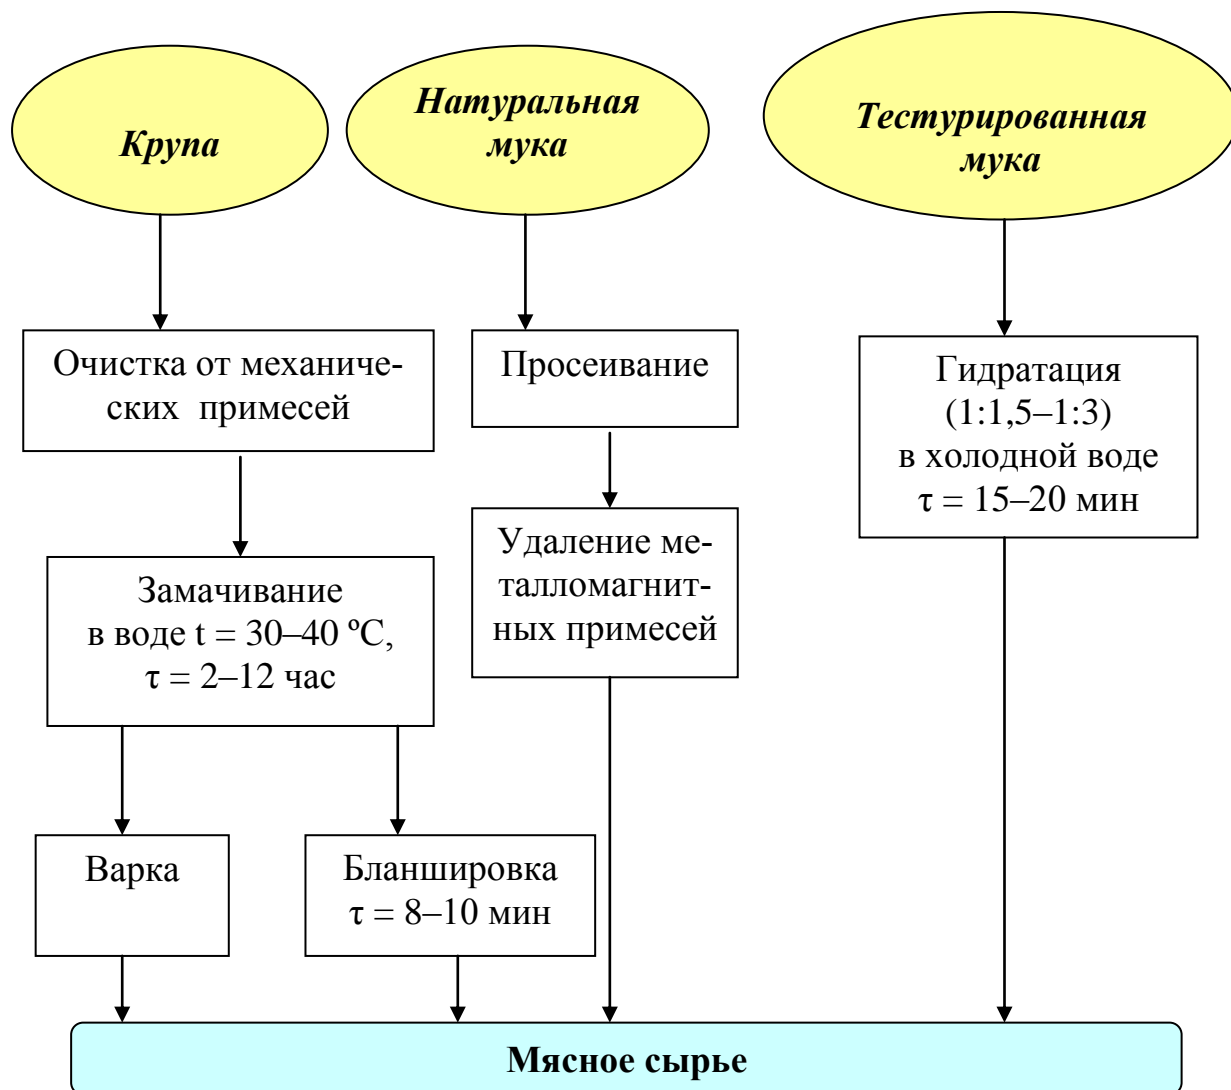 Крупа
Натуральная
мука
Тестурированная
мука
Очистка от механиче-
ских примесей
Просеивание
Гидратация
(1:1,5–1:3)
в холодной воде
τ = 15–20 мин
Замачивание
в воде t = 30–40 ºС,
τ = 2–12 час
Удаление ме-
талломагнит-
ных примесей
Варка
Бланшировка
τ = 8–10 мин
Мясное сырье